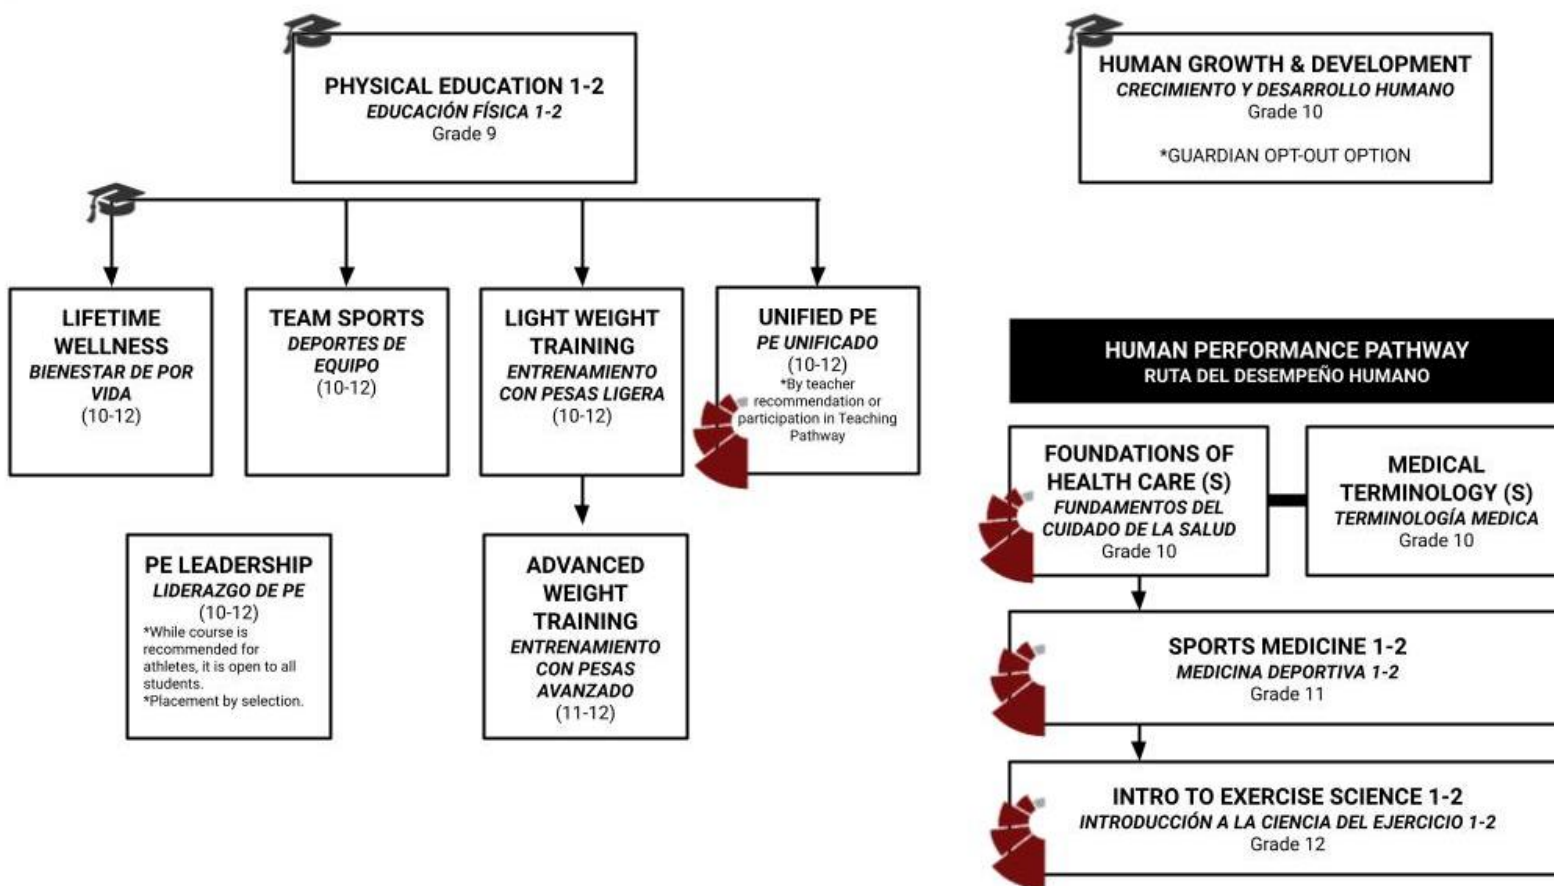 PHYSICAL EDUCATION 1-2
EDUCACIÓN FÍSICA 1-2
Grade 9
HUMAN GROWTH & DEVELOPMENT
CRECIMIENTO Y DESARROLLO HUMANO
Grade 10
*GUARDIAN OPT-OUT OPTION
LIFETIME
WELLNESS
BIENESTAR DE POR
VIDA
(10-12)
TEAM SPORTS
DEPORTES DE
EQUIPO
(10-12)
LIGHT WEIGHT
TRAINING
ENTRENAMIENTO
CON PESAS LIGERA
(10-12)
UNIFIED PE
PE UNIFICADO
(10-12)
*By teacher
recommendation or
participation in Teaching
Pathway
PE LEADERSHIP
LIDERAZGO DE PE
(10-12)
*While course is
recommended for
athletes, it is open to all
students.
*Placement by selection.
ADVANCED
WEIGHT
TRAINING
ENTRENAMIENTO
CON PESAS
AVANZADO
(11-12)
HUMAN PERFORMANCE PATHWAY
RUTA DEL DESEMPEÑO HUMANO
FOUNDATIONS OF
HEALTH CARE (S)
FUNDAMENTOS DEL
CUIDADO DE LA SALUD
Grade 10
MEDICAL
TERMINOLOGY (S)
TERMINOLOGÍA MEDICA
Grade 10
SPORTS MEDICINE 1-2
MEDICINA DEPORTIVA 1-2
Grade 11
INTRO TO EXERCISE SCIENCE 1-2
INTRODUCCIÓN A LA CIENCIA DEL EJERCICIO 1-2
Grade 12